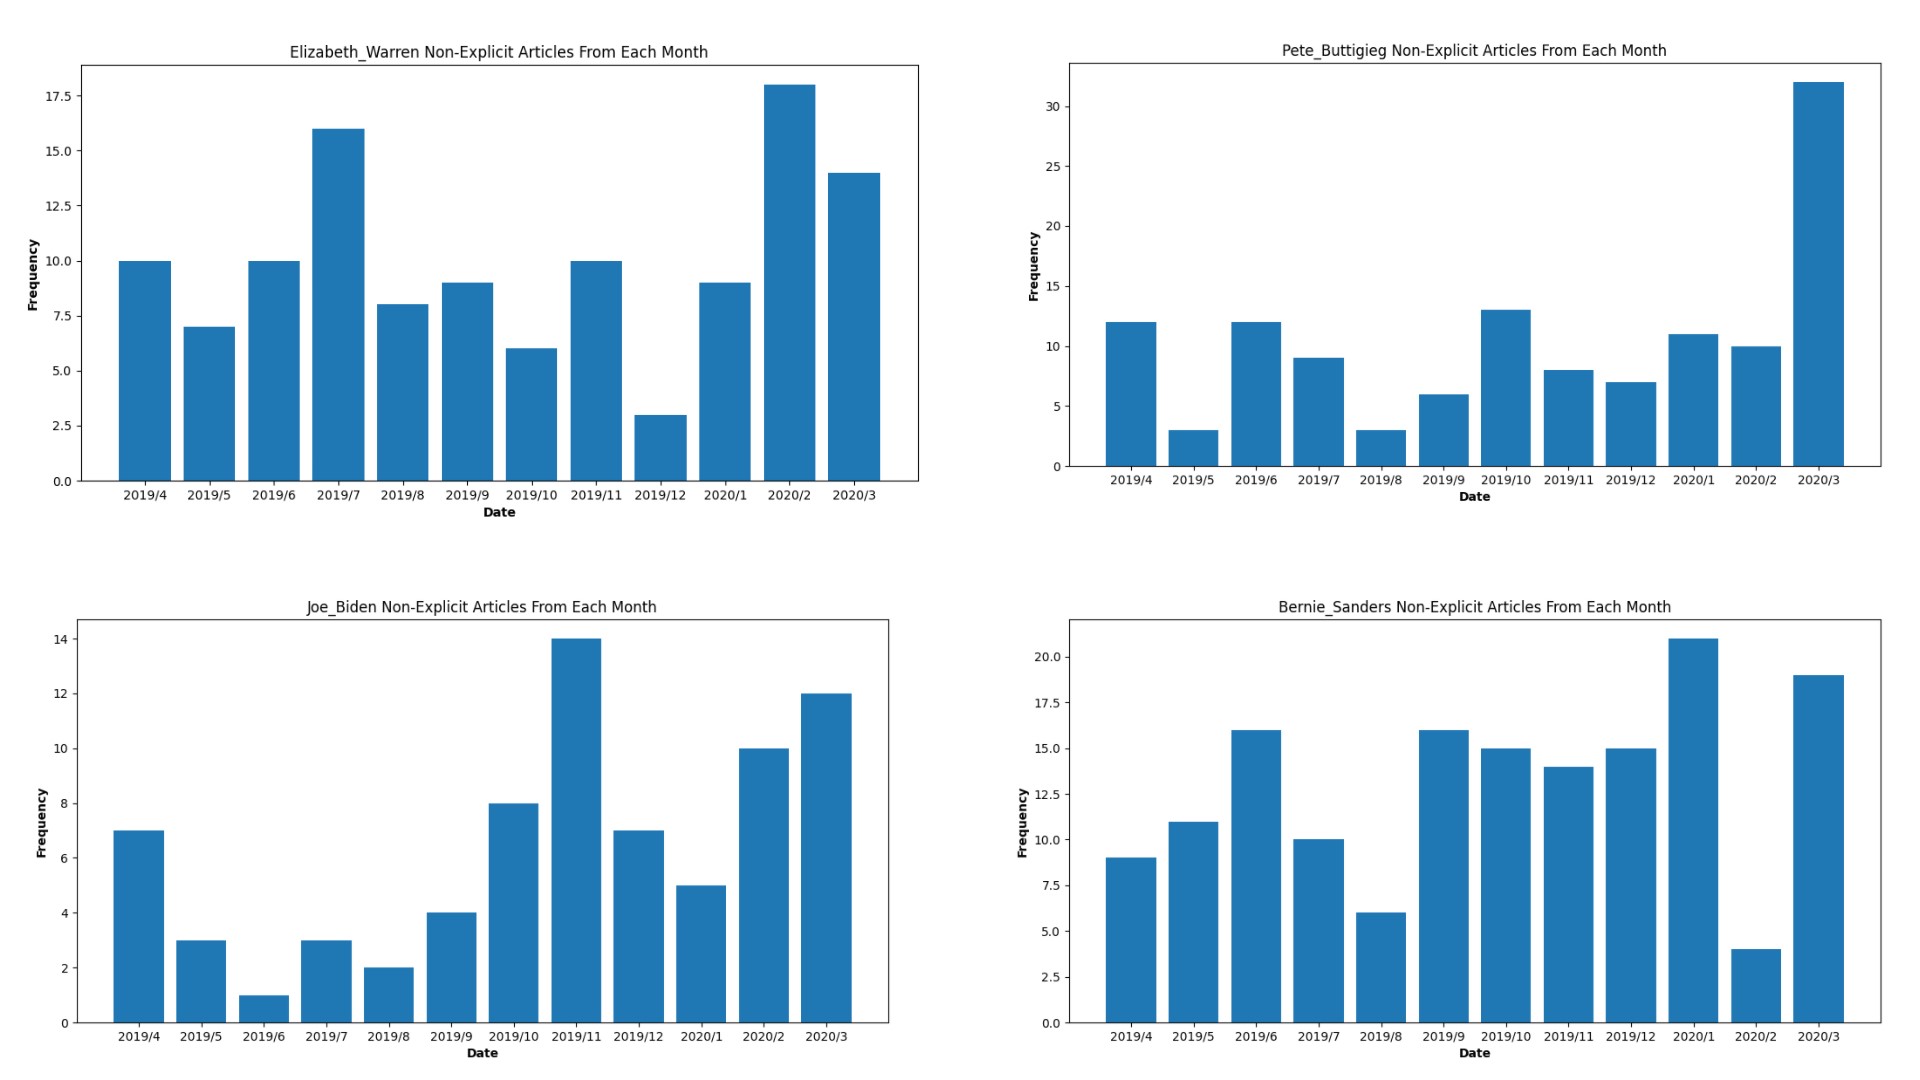 Elizabeth_Warren Non-Explicit Articles From Each Month
17.5
15.0
12.5
10.0
7.5
5.0
2.5
0.0
Frequency
2019/4 2019/5 2019/6 2019/7 2019/8 2019/9 2019/10 2019/11 2019/12 2020/1 2020/2 2020/3
Date
Pete_Buttigieg Non-Explicit Articles From Each Month
30
25
20
15
10
5
0
Frequency
2019/4 2019/5 2019/6 2019/7 2019/8 2019/9 2019/10 2019/11 2019/12 2020/1 2020/2 2020/3
Date
Joe_Biden Non-Explicit Articles From Each Month
14
12
10
8
6
4
2
0
Frequency
2019/4 2019/5 2019/6 2019/7 2019/8 2019/9 2019/10 2019/11 2019/12 2020/1 2020/2 2020/3
Date
Bernie_Sanders Non-Explicit Articles From Each Month
20.0
17.5
15.0
12.5
10.0
7.5
5.0
2.5
0.0
Frequency
2019/4 2019/5 2019/6 2019/7 2019/8 2019/9 2019/10 2019/11 2019/12 2020/1 2020/2 2020/3
Date